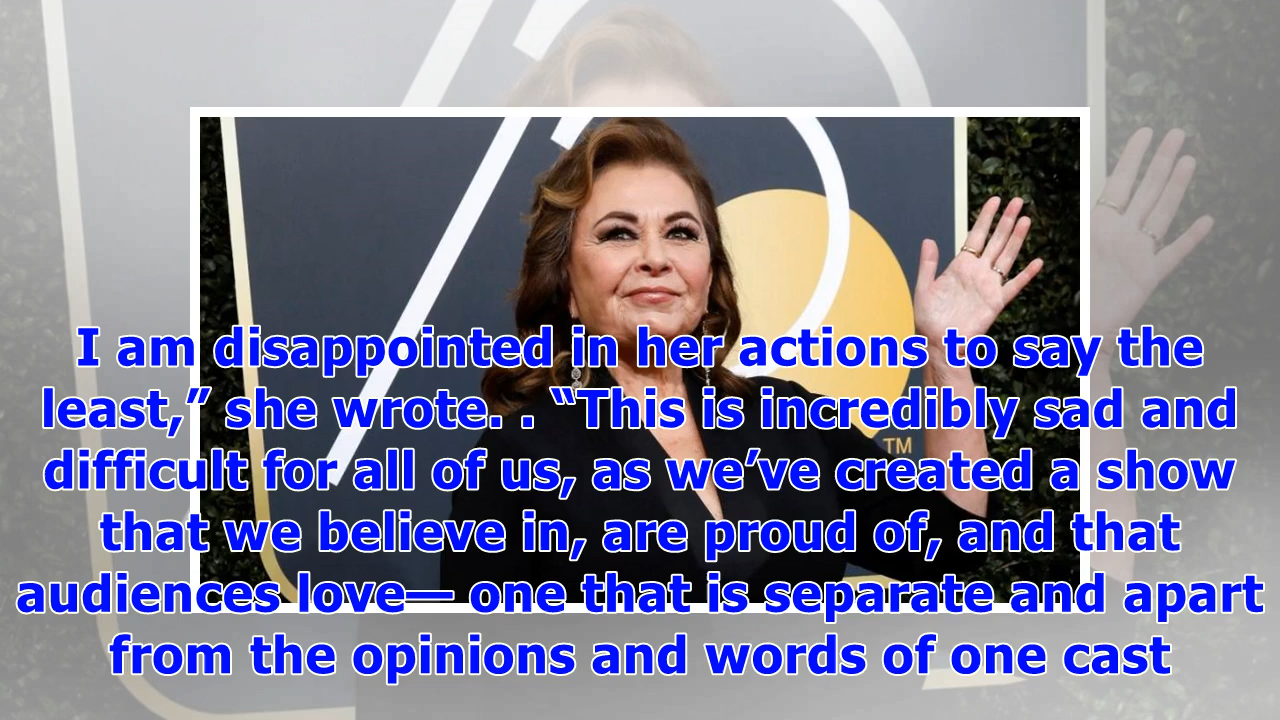 TM
I am disappointed in her actions to say the
least,” she wrote. . “This is incredibly sad and
difficult for all of us, as we’ve created a show
that we believe in, are proud of, and that
audiences love— one that is separate and apart
from the opinions and words of one cast